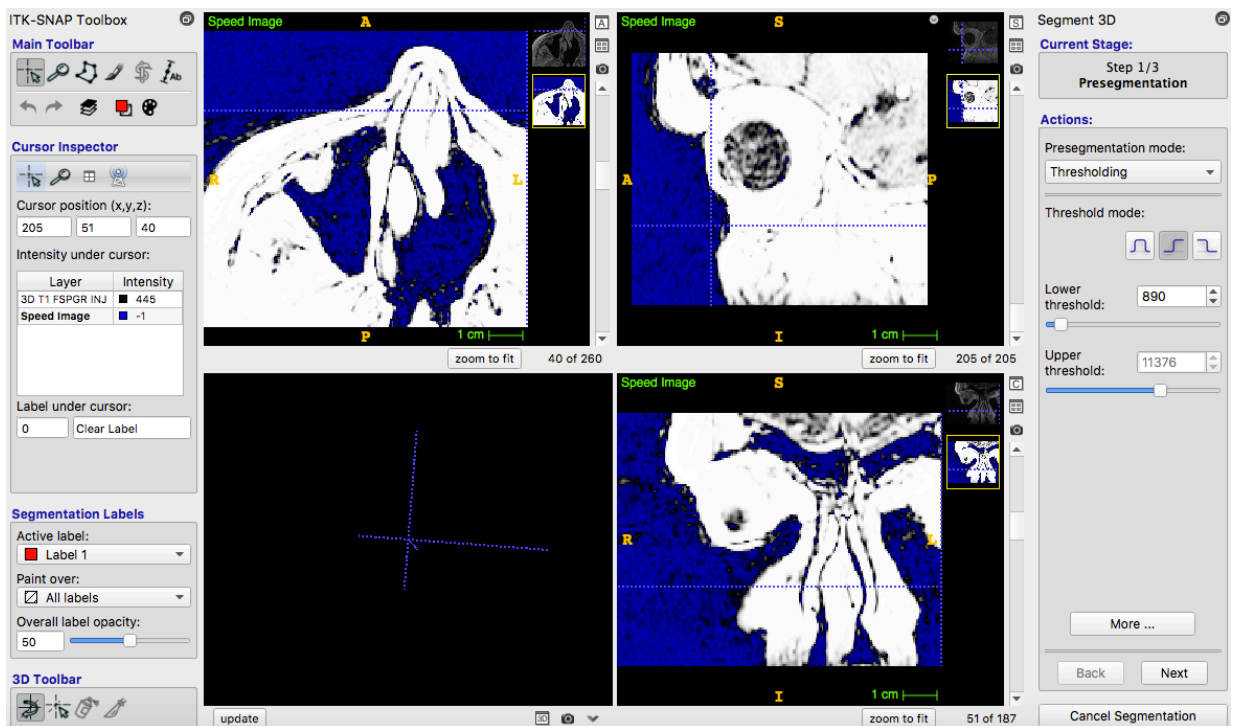 ITK-SNAP Toolbox
Main Toolbar
Ab
Cursor Inspector
Cursor position (x,y,z):
205 51 40
Intensity under cursor:
Layer Intensity
3D T1 FSPGR INJ 445
Speed Image -1
Label under cursor:
0 Clear Label
Segmentation Labels
Active label:
Label 1
Paint over:
All labels
Overall label opacity:
50
3D Toolbar
Speed Image
A
R
L
P
1 cm
A
zoom to fit 40 of 260
Speed Image
S
A
P
I
1 cm
S
zoom to fit 205 of 205
update
3D
Speed Image
S
R
L
I
1 cm
C
zoom to fit 51 of 187
Segment 3D
Current Stage:
Step 1/3
Presegmentation
Actions:
Presegmentation mode:
Thresholding
Threshold mode:
Lower
threshold:
890
Upper
threshold:
11376
More ...
Back Next
Cancel Segmentation